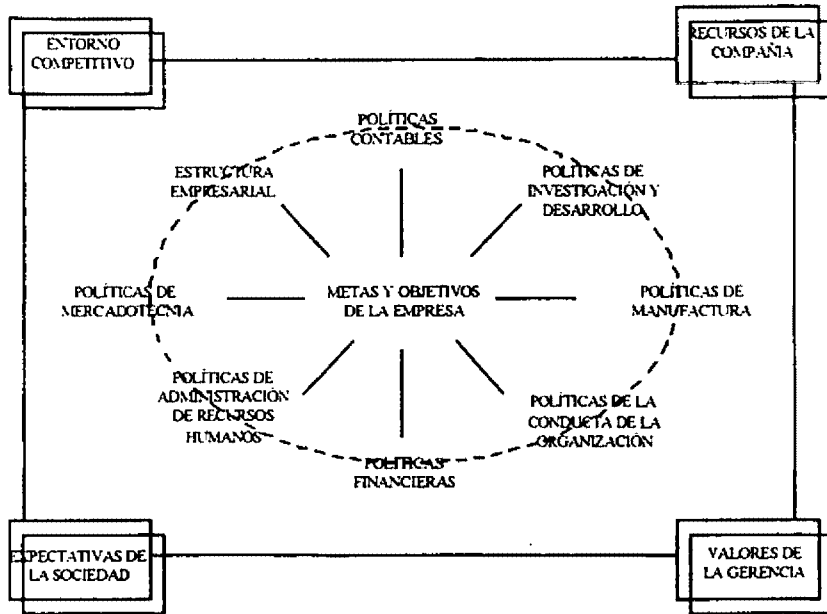 ENTORNO
COMPETITIVO
RECURSOS DE LA
COMPAÑIA
POLÍTICAS
CONTABLES
ESTRUCTURA
EMPRESARIAL
POLÍTICAS DE
INVESTIGACIÓN Y
DESARROLLO
POLÍTICAS DE
MERCADOTECNIA
METAS Y OBJETIVOS
DE LA EMPRESA
POLÍTICAS DE
MANUFACTURA
POLÍTICAS DE
ADMINISTRACIÓN
DE RECURSOS
HUMANOS
POLÍTICAS DE LA
CONDUCTA DE LA
ORGANIZACIÓN
POLÍTICAS
FINANCIERAS
EXPECTATIVAS DE
LA SOCIEDAD
VALORES DE
LA GERENCIA